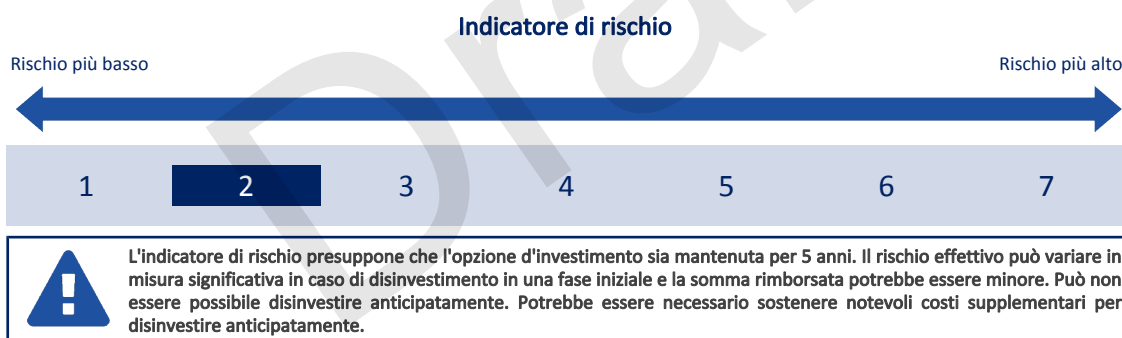 Indicatore di rischio
Rischio più basso
Rischio più alto
1 2 3 4 5 6 7
L'indicatore di rischio presuppone che l'opzione d'investimento sia mantenuta per 5 anni. Il rischio effettivo può variare in
misura significativa in caso di disinvestimento in una fase iniziale e la somma rimborsata potrebbe essere minore. Può non
essere possibile disinvestire anticipatamente. Potrebbe essere necessario sostenere notevoli costi supplementari per
disinvestire anticipatamente.